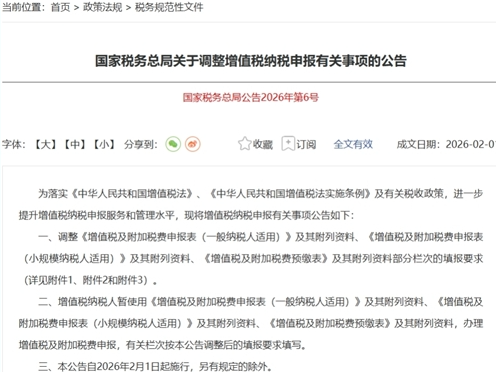 当前位置：首页 > 政策法规 > 税务规范性文件
国家税务总局关于调整增值税纳税申报有关事项的公告
国家税务总局公告2026年第6号
字体：【大】【中】【小】 分享到： 收藏 订阅 全文有效 成文日期：2026-02-01
为落实《中华人民共和国增值税法》、《中华人民共和国增值税法实施条例》及有关税收政策，进一步
提升增值税纳税申报服务和管理水平，现将增值税纳税申报有关事项公告如下：
一、调整《增值税及附加税费申报表（一般纳税人适用）》及其附列资料、《增值税及附加税费申报表
（小规模纳税人适用）》及其附列资料、《增值税及附加税费预缴表》及其附列资料部分栏次的填报要求
（详见附件1、附件2和附件3）。
二、增值税纳税人暂使用《增值税及附加税费申报表（一般纳税人适用）》及其附列资料、《增值税及
附加税费申报表（小规模纳税人适用）》及其附列资料、《增值税及附加税费预缴表》及其附列资料，办理
增值税及附加税费申报，有关栏次按本公告调整后的填报要求填写。
三、本公告自2026年2月1日起施行，另有规定的除外。